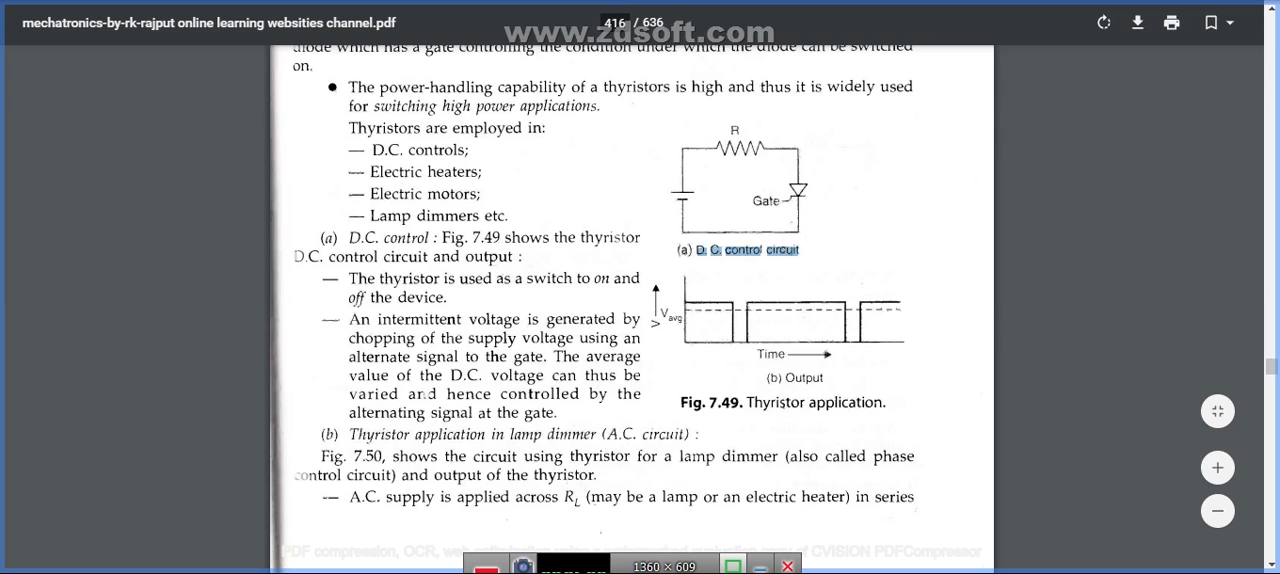 mechatronics-by-rk-rajput online learning websities channel.pdf
416 / 636
www.zdsoft.com
diode which has a gate controlling the condition under which the diode can be switched
on.
● The power-handling capability of a thyristors is high and thus it is widely used
for switching high power applications.
Thyristors are employed in:
— D.C. controls;
— Electric heaters;
— Electric motors;
— Lamp dimmers etc.
(a) D.C. control : Fig. 7.49 shows the thyristor
D.C. control circuit and output :
— The thyristor is used as a switch to on and
off the device.
— An intermittent voltage is generated by
chopping of the supply voltage using an
alternate signal to the gate. The average
value of the D.C. voltage can thus be
varied and hence controlled by the
alternating signal at the gate.
R
Gate
(a) D. C. control circuit
V
Vavg
Time
(b) Output
Fig. 7.49. Thyristor application.
(b) Thyristor application in lamp dimmer (A.C. circuit) :
Fig. 7.50, shows the circuit using thyristor for a lamp dimmer (also called phase
control circuit) and output of the thyristor.
— A.C. supply is applied across RL (may be a lamp or an electric heater) in series
PDF compression, OCR, web of CVISION PDFCompressor
1360 × 609